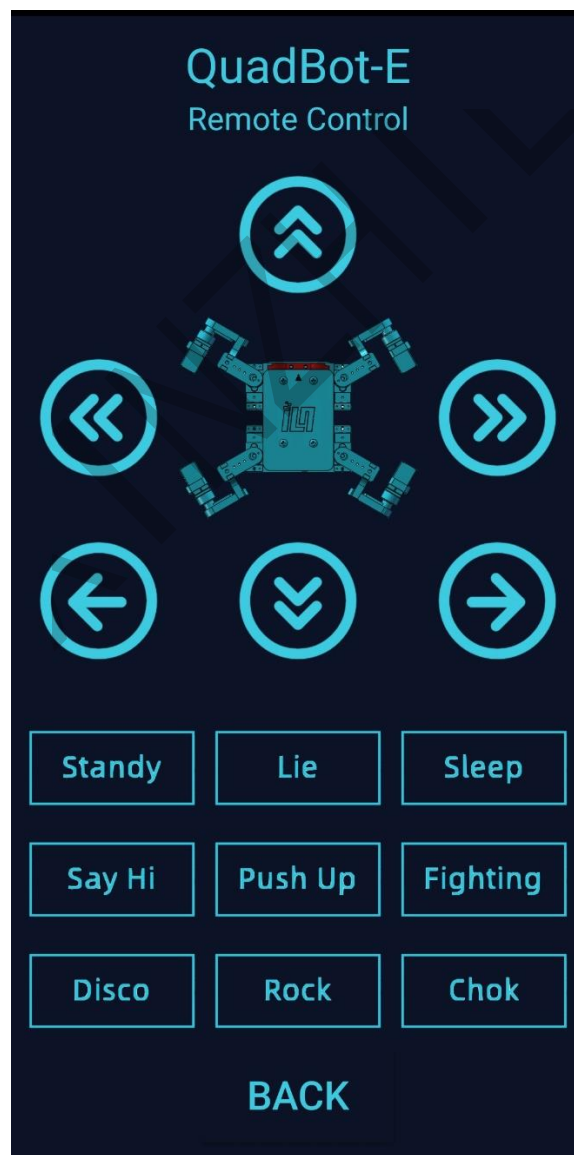 QuadBot-E
Remote Control
Standy
Lie
Sleep
Say Hi
Push Up
Fighting
Disco
Rock
Chok
BACK